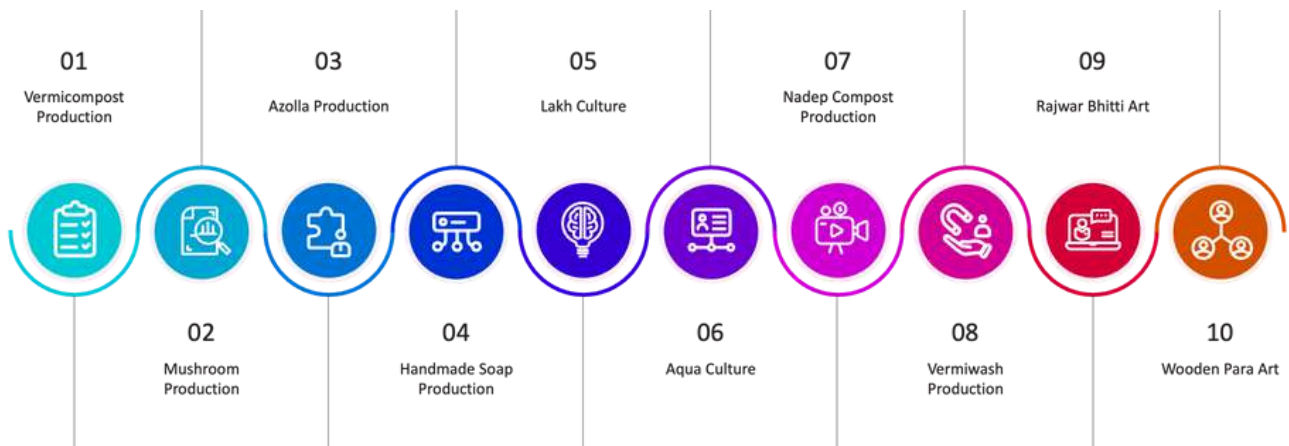 01
Vermicompost
Production
02
Mushroom
Production
03
Azolla Production
04
Handmade Soap
Production
05
Lakh Culture
06
Aqua Culture
07
Nadep Compost
Production
08
Vermiwash
Production
09
Rajwar Bhitti Art
10
Wooden Para Art